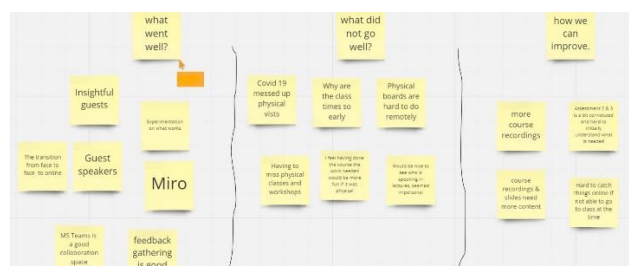 what
went
well?
Insightful
guests
Experimentation
on what works
The transition
from face to
face to online
Guest
speakers
Miro
MS Teams is
a good
collaboration
space
feedback
gathering
is good
what did
not go
well?
Covid 19
messed up
physical
vists
Why are
the class
times so
early
Physical
boards are
hard to do
remotely
Having to
miss physical
classes and
workshops
I feel having done
the course the
work needed
would be more
fun if it was
physical
Would be nice to
see who is
speaking in
lectures, seemed
impersonal
how we
can
improve.
more
course
recordings
Assessment 2 & 3
is a bit convoluted
and hard to
initially
understand what
is needed
course
recordings &
slides need
more content
Hard to catch
things online if
not able to go
to class at the
time